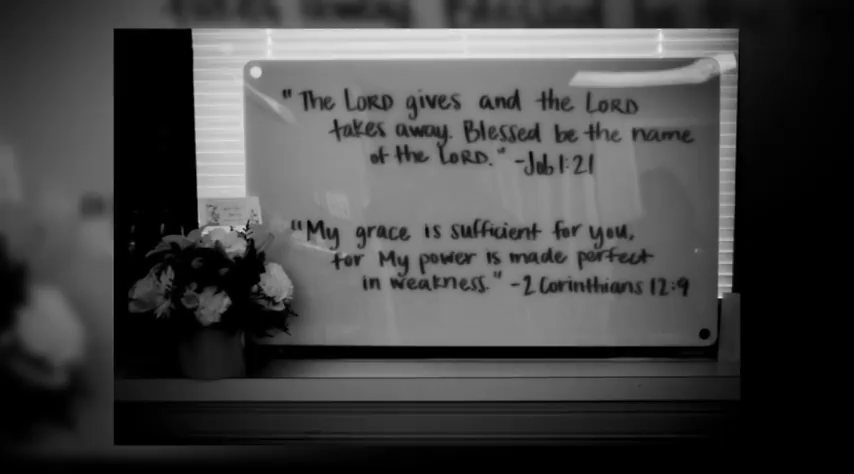 "The LORD gives and the LORD
takes away. Blessed be the name
of the LORD." -Job 1:21
"My grace is sufficient for you,
for My power is made perfect
in weakness." -2 Corinthians 12:9